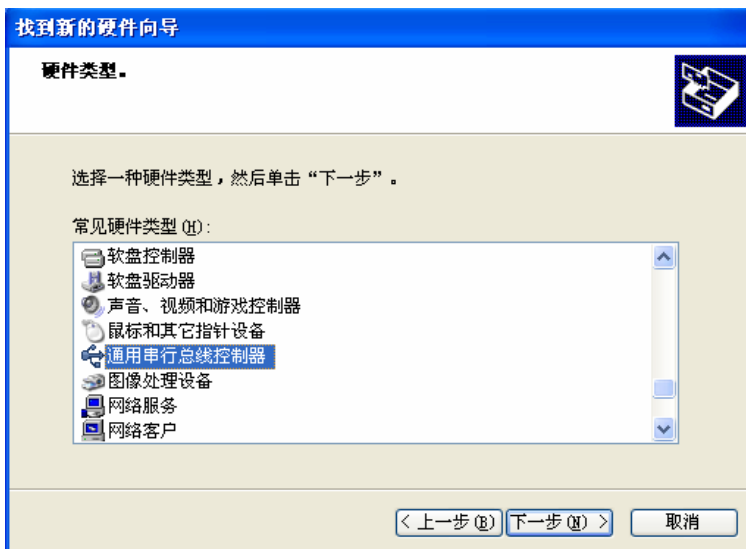 找到新的硬件向导
硬件类型。
选择一种硬件类型，然后单击“下一步”。
常见硬件类型(H):
软盘控制器
软盘驱动器
声音、视频和游戏控制器
鼠标和其它指针设备
通用串行总线控制器
图像处理设备
网络服务
网络客户
< 上一步(B) 下一步(N) > 取消